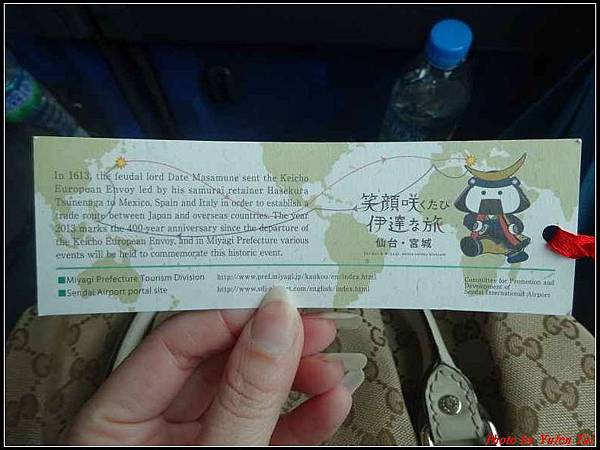 In 1613, the feudal lord Date Masamune sent the Keicho
European Envoy led by his samurai retainer Hasekura
Tsunenaga to Mexico, Spain and Italy in order to establish a
trade route between Japan and overseas countries. The year
2013 marks the 400-year anniversary since the departure of
the Keicho European Envoy, and in Miyagi Prefecture various
events will be held to commemorate this historic event.
笑顔咲くたび
伊達な旅
仙台・宮城
■Miyagi Prefecture Tourism Division http://www.pref.miyagi.jp/kankou/en/index.html
■Sendai Airport portal site
Committee for Promotion and
Development of
Sendai International Airport
Photo by Yulin Tai